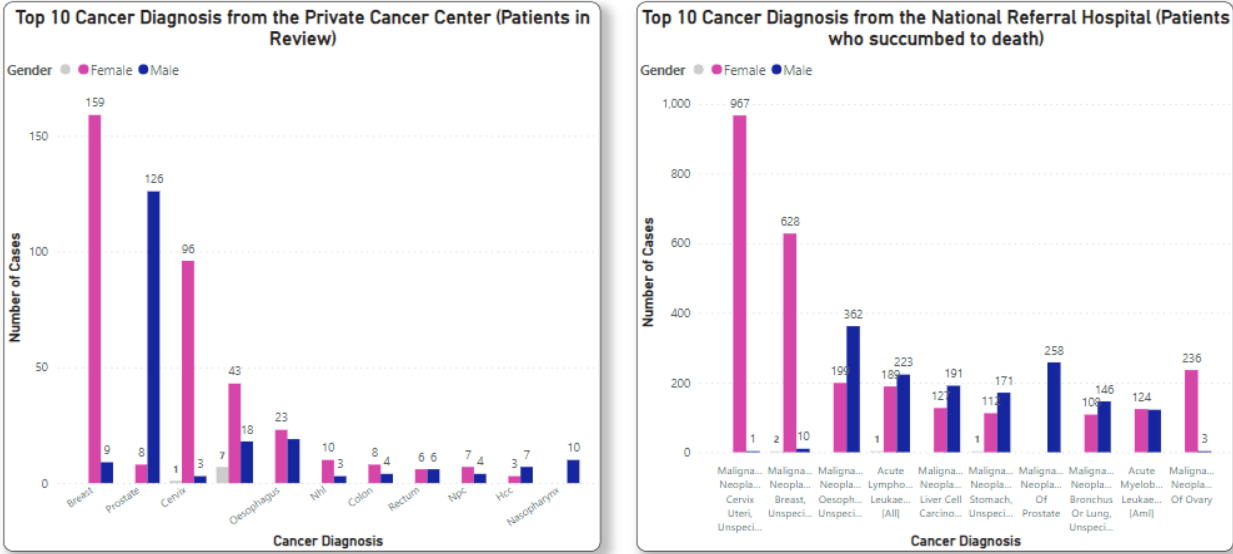 Top 10 Cancer Diagnosis from the Private Cancer Center (Patients in
Review)
Gender Female Male
Number of Cases
150
100
50
0
159
9
8
126
1
96
3
7
43
18
23
10
3
8
4
6
6
7
4
3
7
10
Breast
Prostate
Cervix
Oesophagus
Nhl
Colon
Rectum
Npc
Hcc
Nasopharynx
Cancer Diagnosis
Top 10 Cancer Diagnosis from the National Referral Hospital (Patients
who succumbed to death)
Gender Female Male
Number of Cases
1,000
800
600
400
200
0
967
1
2
628
10
199
362
1
189
223
127
191
1
112
171
258
108
146
124
236
3
Maligna...
Neopla...
Cervix
Uteri,
Unspeci...
Maligna...
Neopla...
Breast,
Unspeci...
Maligna...
Neopla...
Oesoph...
Unspeci...
Acute
Lympho...
Leukae...
[All]
Maligna...
Neopla...
Liver Cell
Carcino...
Maligna...
Neopla...
Stomach,
Unspeci...
Maligna...
Neopla...
Of
Prostate
Maligna...
Neopla...
Bronchus
Or Lung,
Unspeci...
Acute
Myelob...
Leukae...
[Aml]
Maligna...
Neopla...
Of Ovary
Cancer Diagnosis